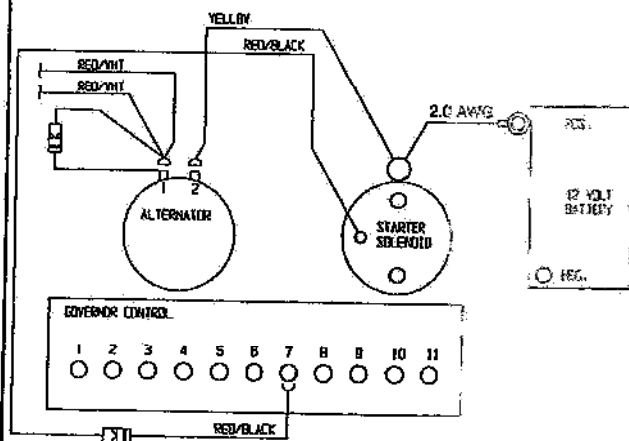 YELLOW
RED/BLACK
RED/WHT
RED/WHT
2.0 AWG
POS.
1 2
ALTERNATOR
STARTER
SOLENOID
12 VOLT
BATTERY
NEG.
GOVERNOR CONTROL
1 2 3 4 5 6 7 8 9 10 11
RED/BLACK